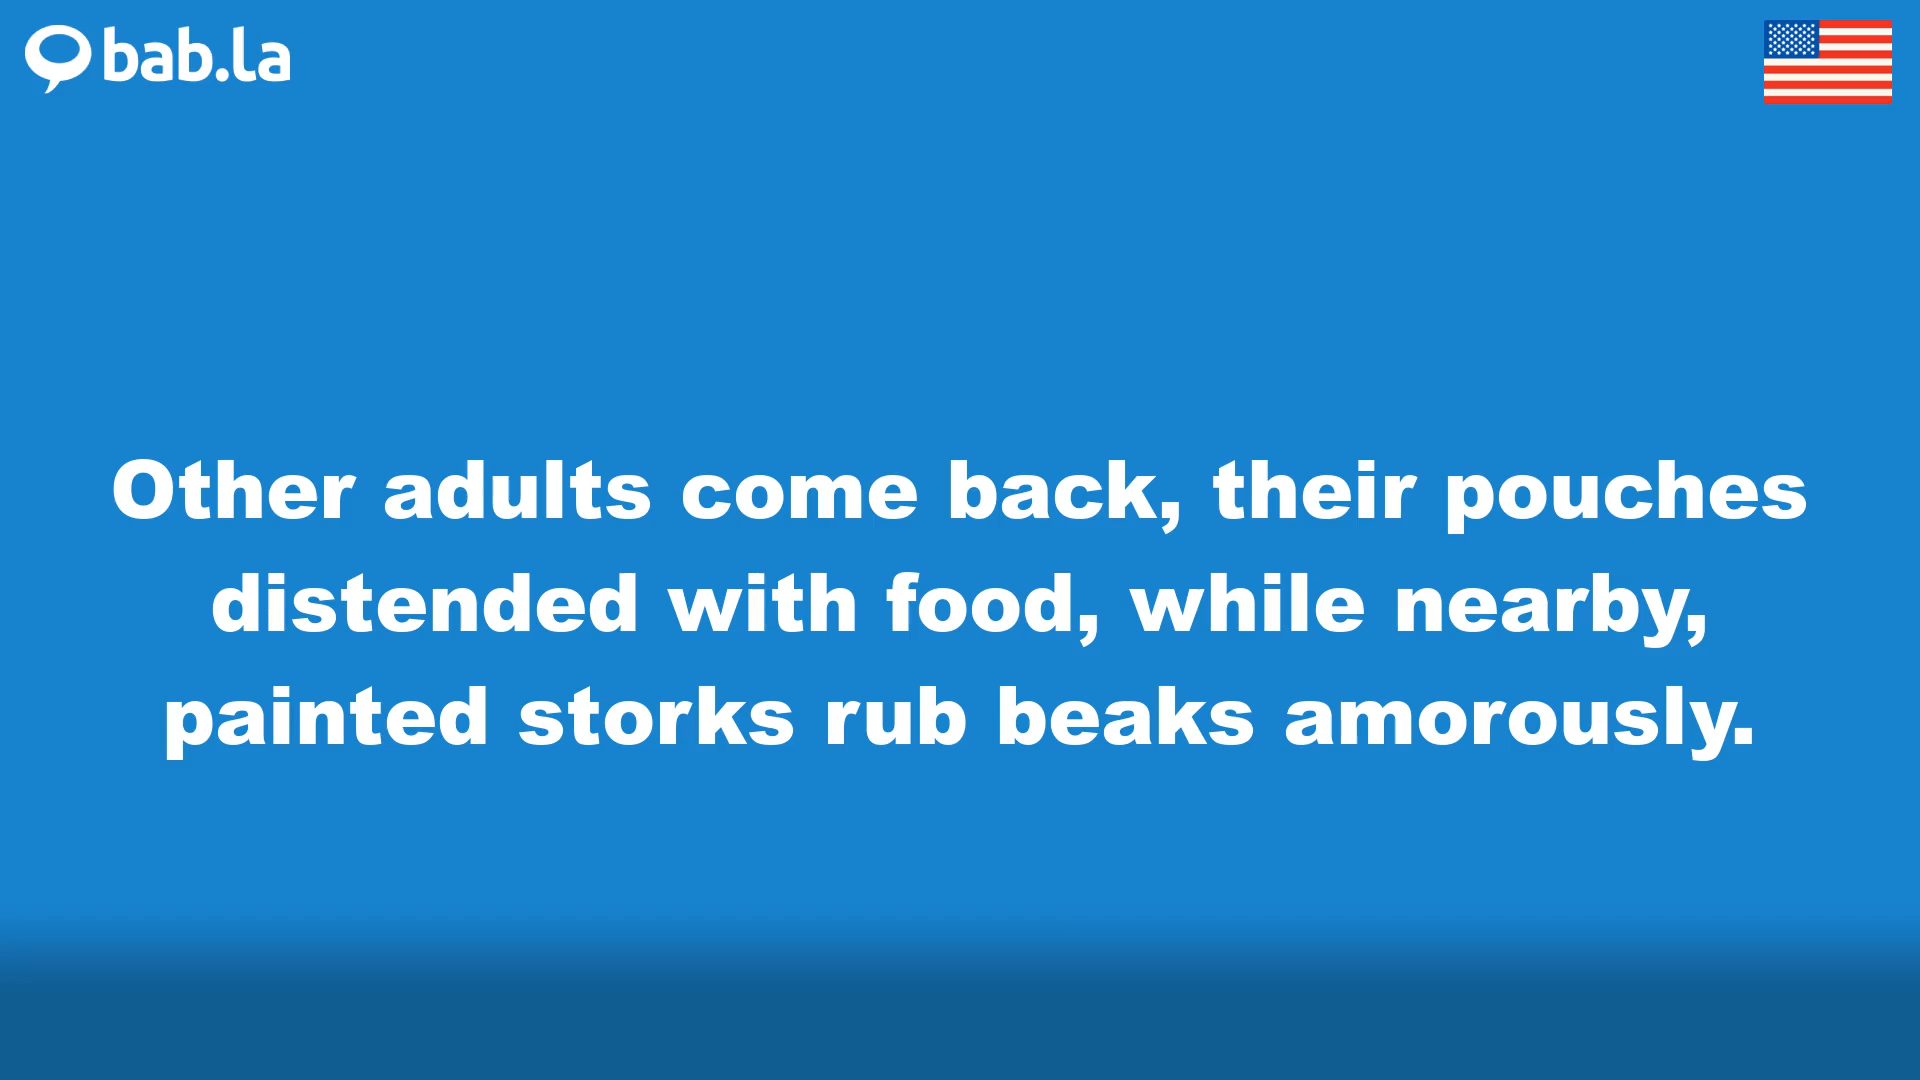 bab.la
Other adults come back, their pouches
distended with food, while nearby,
painted storks rub beaks amorously.